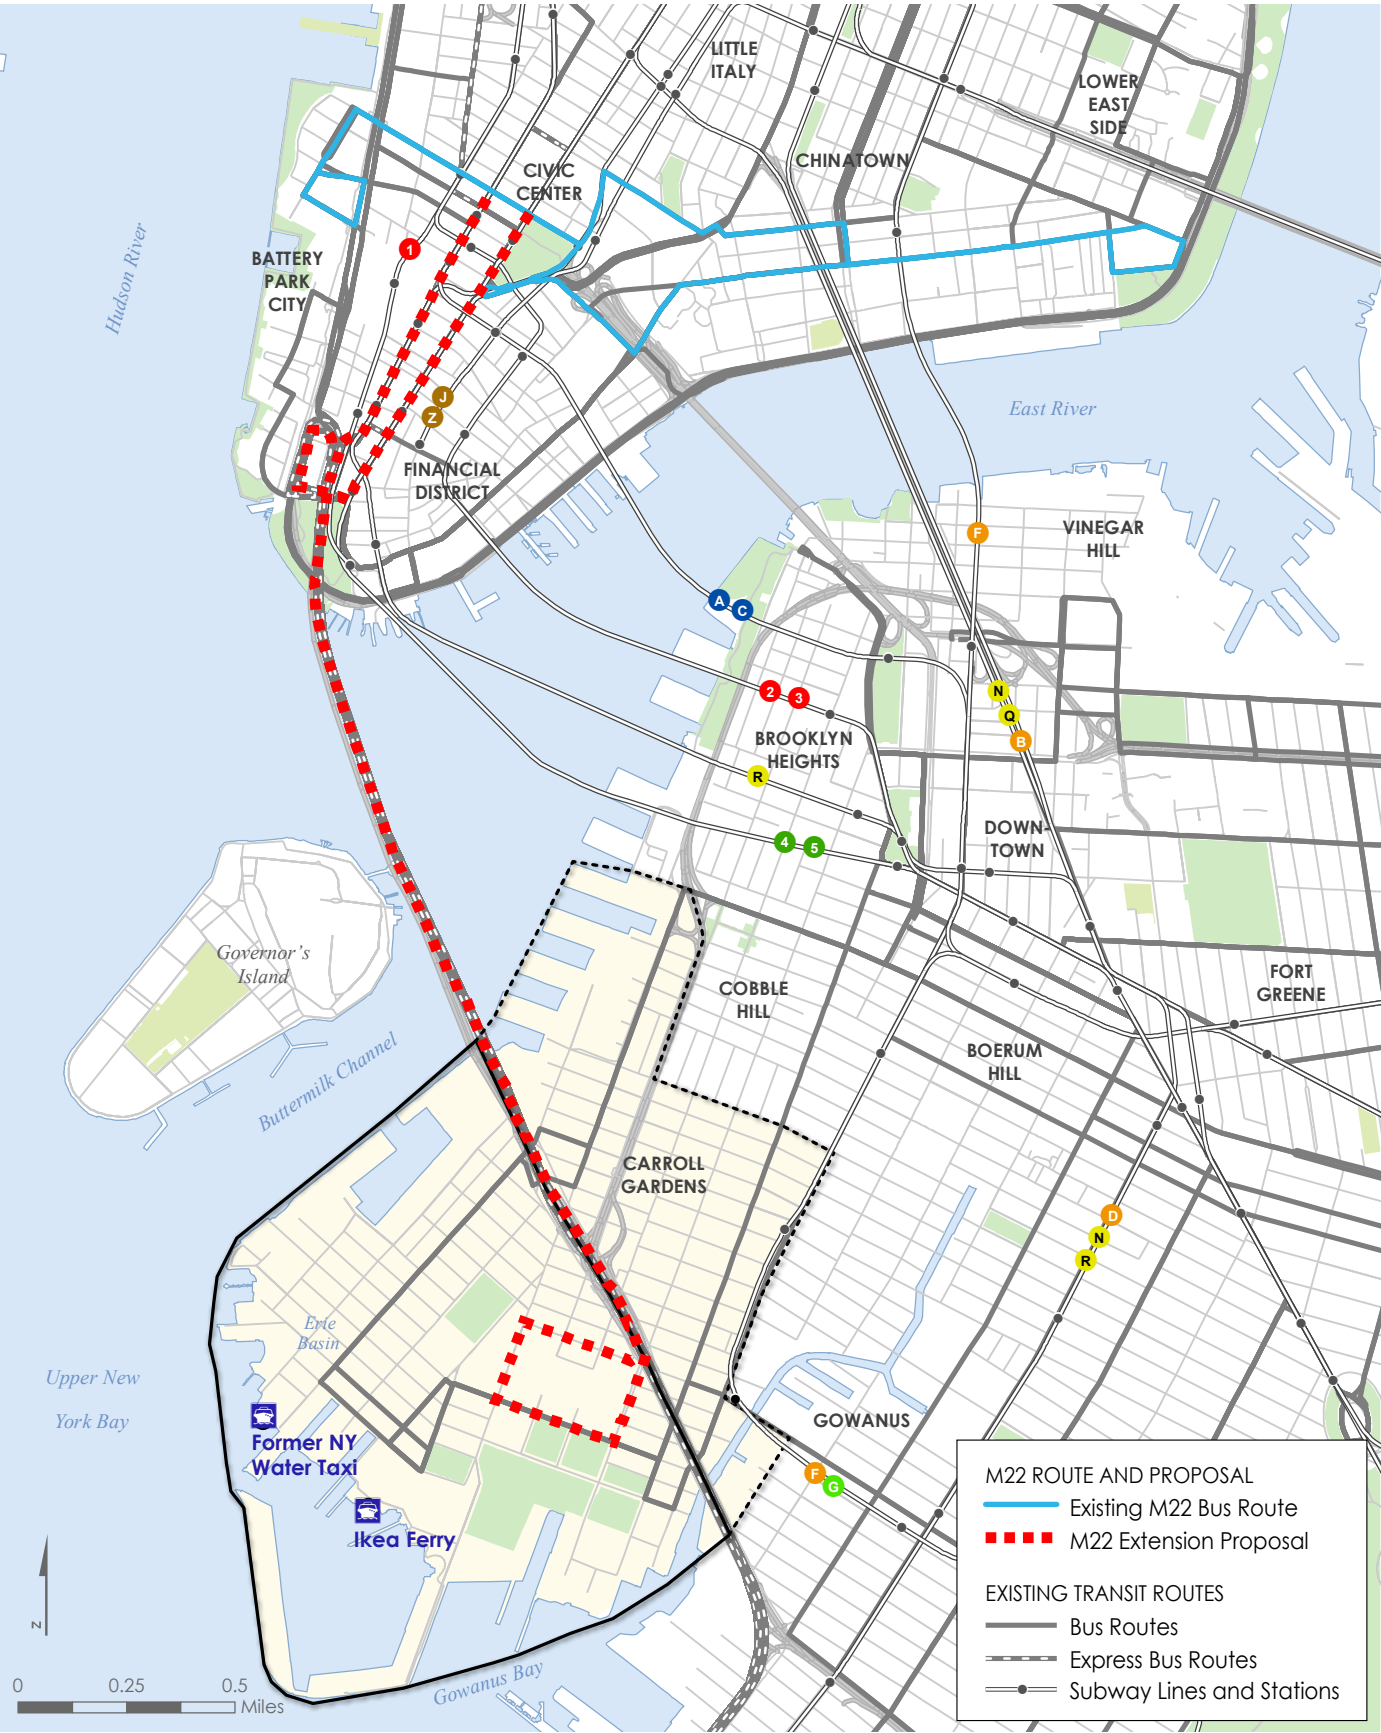 LITTLE
ITALY
LOWER
EAST
SIDE
CHINATOWN
CIVIC
CENTER
Hudson River
1
BATTERY
PARK
CITY
J
Z
East River
FINANCIAL
DISTRICT
F
VINEGAR
HILL
A
C
2
3
N
Q
B
BROOKLYN
HEIGHTS
R
4
5
DOWN-
TOWN
Governor's
Island
COBBLE
HILL
FORT
GREENE
Buttermilk Channel
BOERUM
HILL
CARROLL
GARDENS
D
N
R
Erie
Basin
Upper New
York Bay
Former NY
Water Taxi
Ikea Ferry
GOWANUS
F
G
Gowanus Bay
N
0 0.25 0.5
Miles
M22 ROUTE AND PROPOSAL
Existing M22 Bus Route
M22 Extension Proposal
EXISTING TRANSIT ROUTES
Bus Routes
Express Bus Routes
Subway Lines and Stations